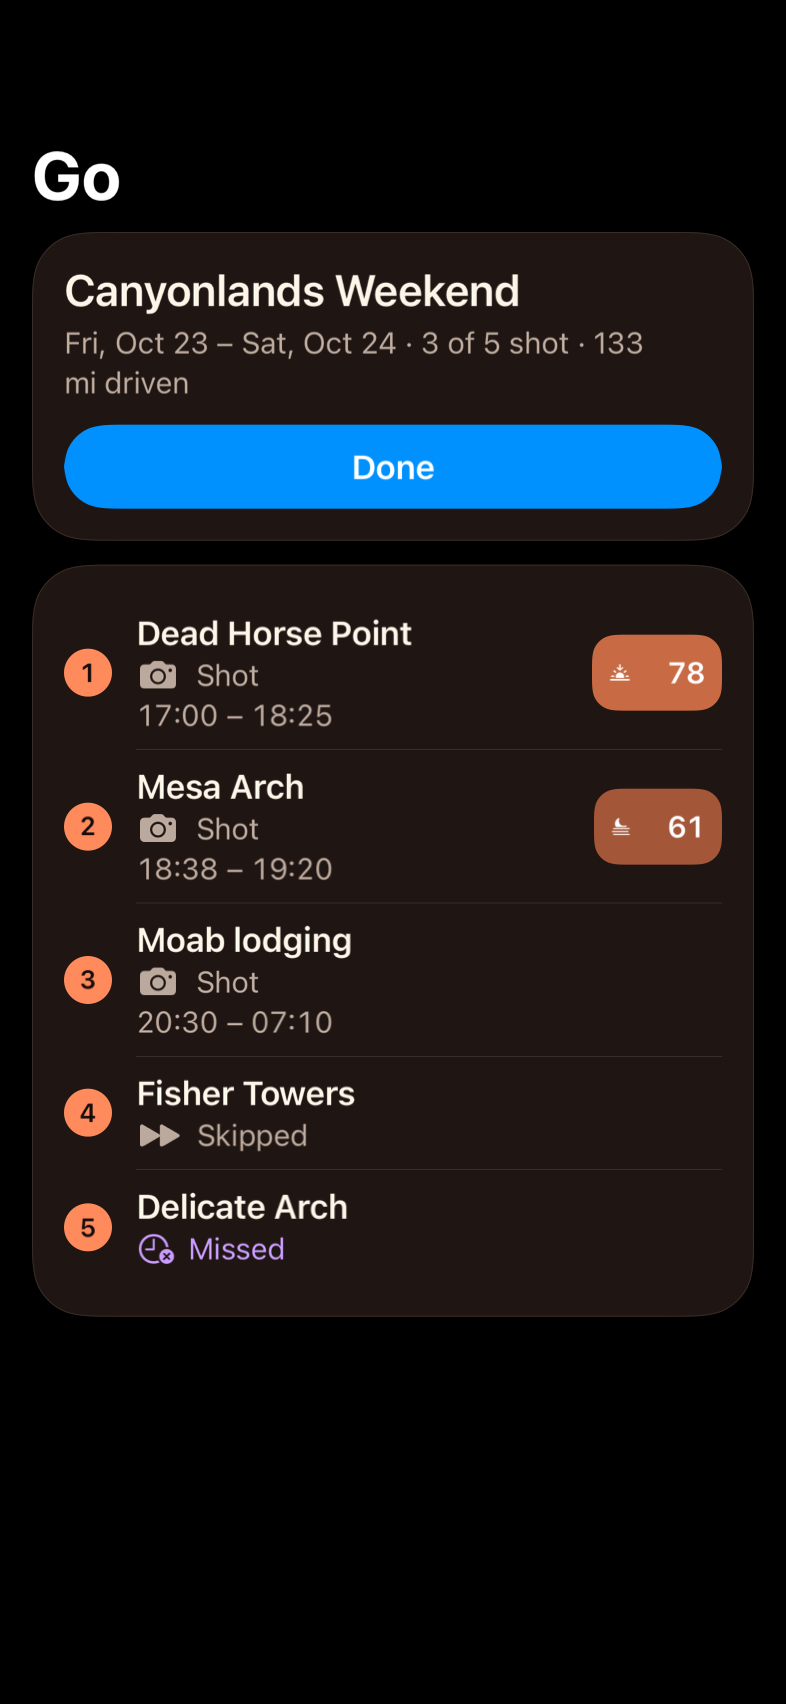 Go
Canyonlands Weekend
Fri, Oct 23 – Sat, Oct 24 · 3 of 5 shot · 133
mi driven
Done
1
Dead Horse Point
Shot
17:00 – 18:25
78
2
Mesa Arch
Shot
18:38 – 19:20
61
3
Moab lodging
Shot
20:30 – 07:10
4
Fisher Towers
Skipped
5
Delicate Arch
Missed